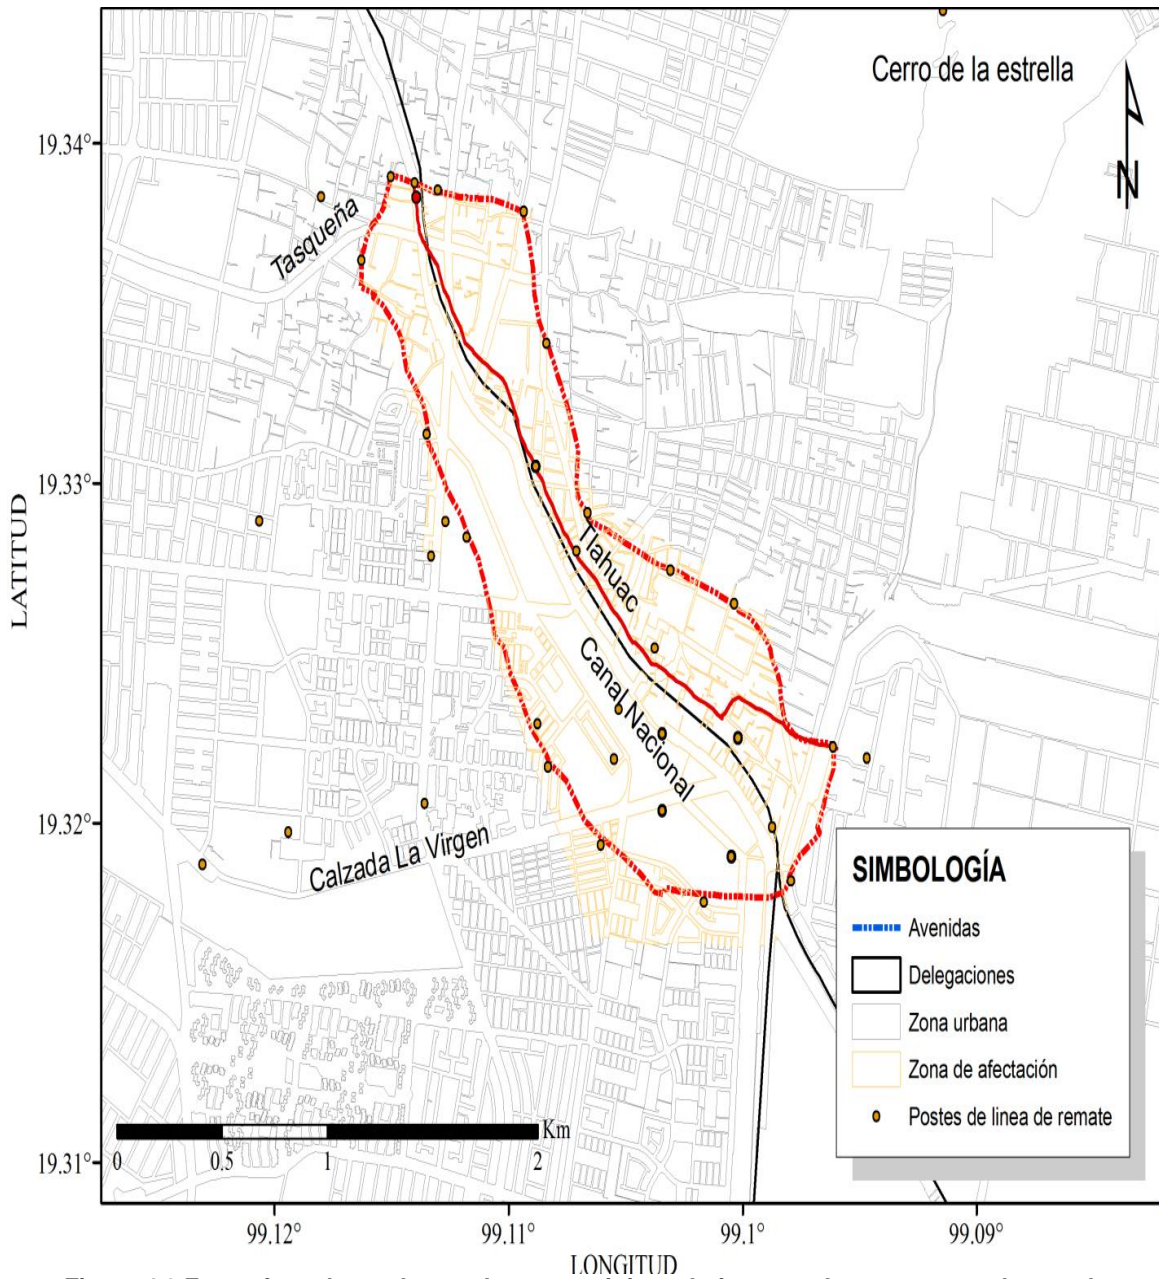 Cerro de la estrella
N
19.34°
Tasqueña
19.33°
LATITUD
Tlahuac
Canal Nacional
19.32°
Calzada La Virgen
SIMBOLOGÍA
Avenidas
Delegaciones
Zona urbana
Zona de afectación
Postes de linea de remate
Km
0 0.5 1 2
19.31°
99.12° 99.11° 99.1° 99.09°
LONGITUD